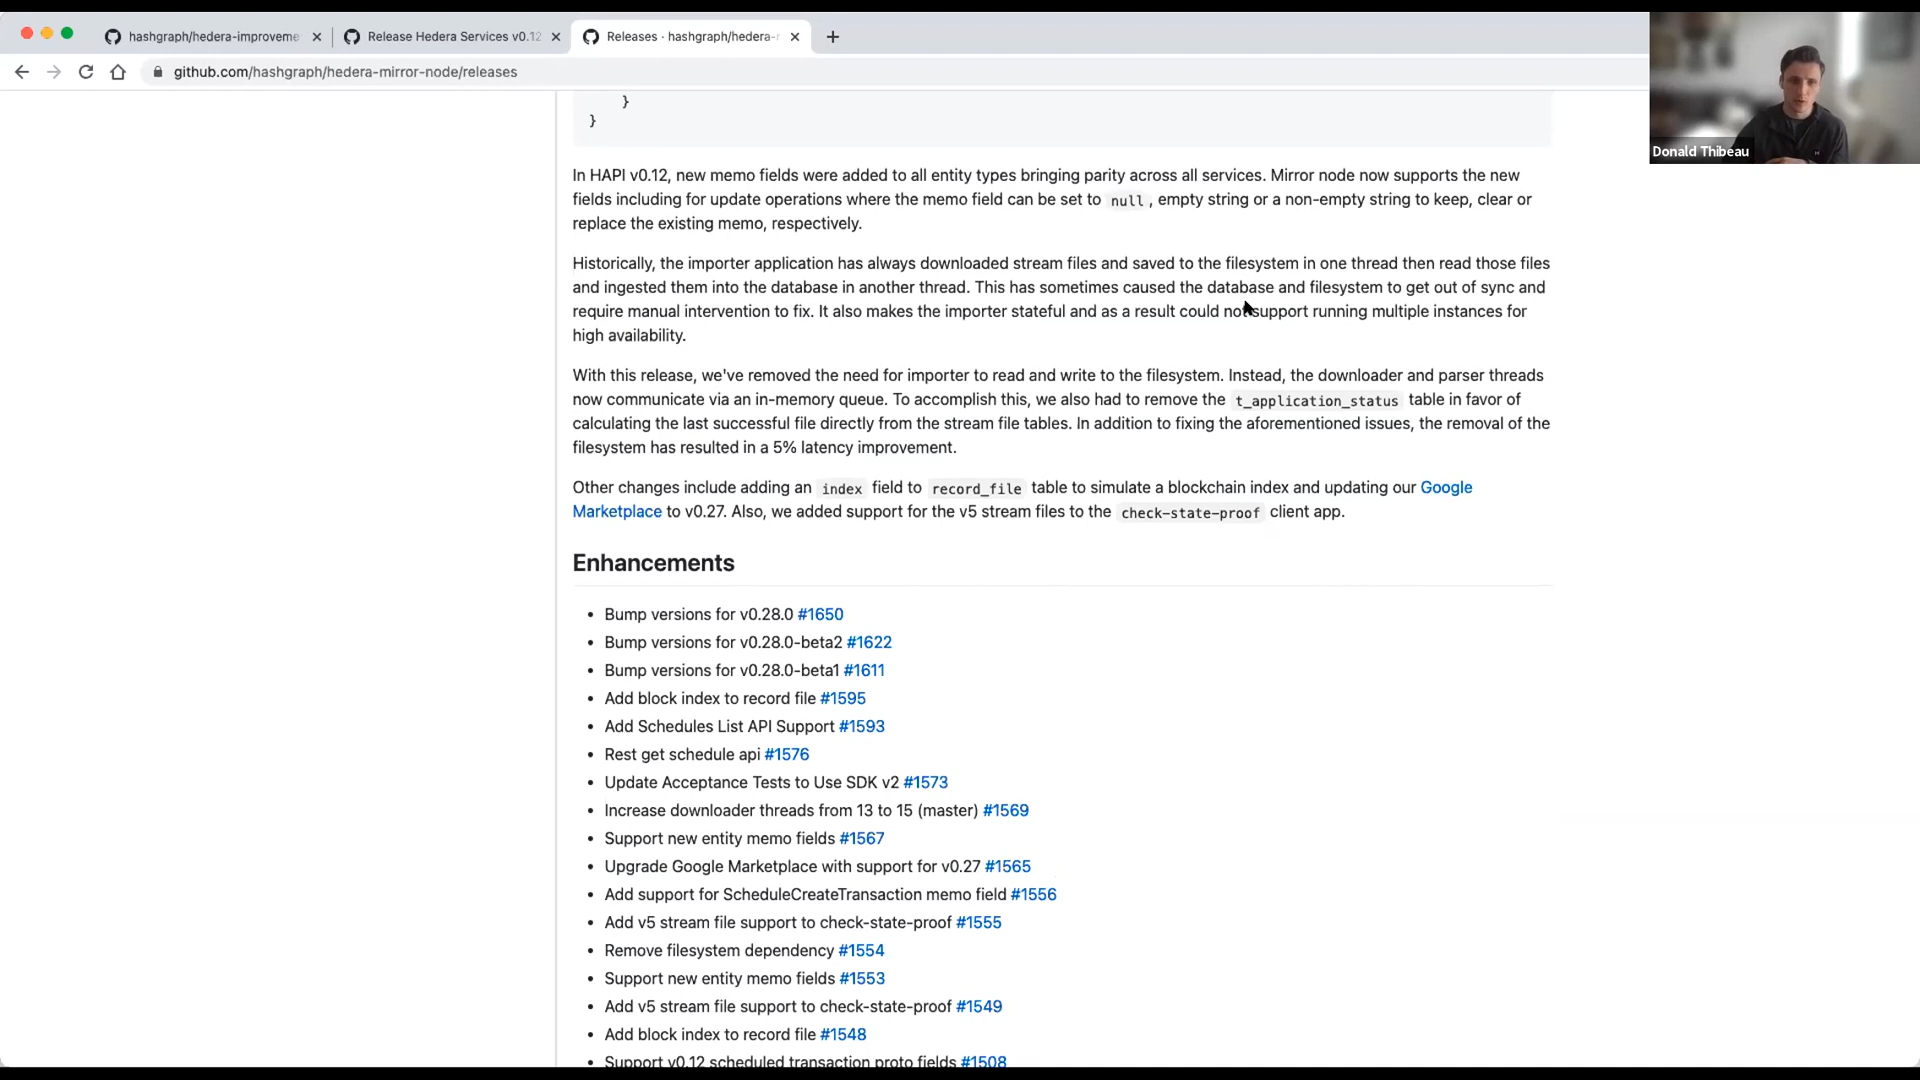 hashgraph/hedera-improveme
Release Hedera Services v0.12
Releases · hashgraph/hedera-
github.com/hashgraph/hedera-mirror-node/releases
Donald Thibeau
}
}
In HAPI v0.12, new memo fields were added to all entity types bringing parity across all services. Mirror node now supports the new
fields including for update operations where the memo field can be set to null , empty string or a non-empty string to keep, clear or
replace the existing memo, respectively.
Historically, the importer application has always downloaded stream files and saved to the filesystem in one thread then read those files
and ingested them into the database in another thread. This has sometimes caused the database and filesystem to get out of sync and
require manual intervention to fix. It also makes the importer stateful and as a result could not support running multiple instances for
high availability.
With this release, we've removed the need for importer to read and write to the filesystem. Instead, the downloader and parser threads
now communicate via an in-memory queue. To accomplish this, we also had to remove the t_application_status table in favor of
calculating the last successful file directly from the stream file tables. In addition to fixing the aforementioned issues, the removal of the
filesystem has resulted in a 5% latency improvement.
Other changes include adding an index field to record_file table to simulate a blockchain index and updating our Google
Marketplace to v0.27. Also, we added support for the v5 stream files to the check-state-proof client app.
Enhancements
• Bump versions for v0.28.0 #1650
• Bump versions for v0.28.0-beta2 #1622
• Bump versions for v0.28.0-beta1 #1611
• Add block index to record file #1595
• Add Schedules List API Support #1593
• Rest get schedule api #1576
• Update Acceptance Tests to Use SDK v2 #1573
• Increase downloader threads from 13 to 15 (master) #1569
• Support new entity memo fields #1567
• Upgrade Google Marketplace with support for v0.27 #1565
• Add support for ScheduleCreateTransaction memo field #1556
• Add v5 stream file support to check-state-proof #1555
• Remove filesystem dependency #1554
• Support new entity memo fields #1553
• Add v5 stream file support to check-state-proof #1549
• Add block index to record file #1548
• Support v0.12 scheduled transaction proto fields #1508